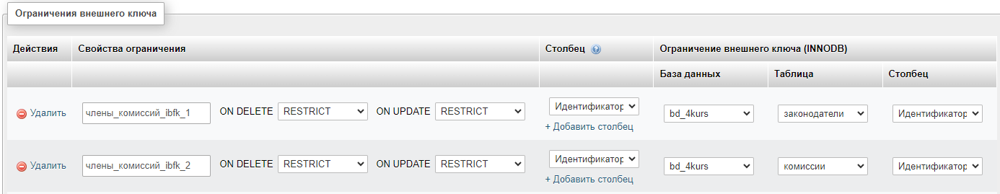 Ограничения внешнего ключа
Действия Свойства ограничения Столбец Ограничение внешнего ключа (INNODB)
База данных Таблица Столбец
Удалить члены_комиссий_ibfk_1 ON DELETE RESTRICT ON UPDATE RESTRICT Идентификатор bd_4kurs законодатели Идентификатор
+ Добавить столбец
Удалить члены_комиссий_ibfk_2 ON DELETE RESTRICT ON UPDATE RESTRICT Идентификатор bd_4kurs комиссии Идентификатор
+ Добавить столбец